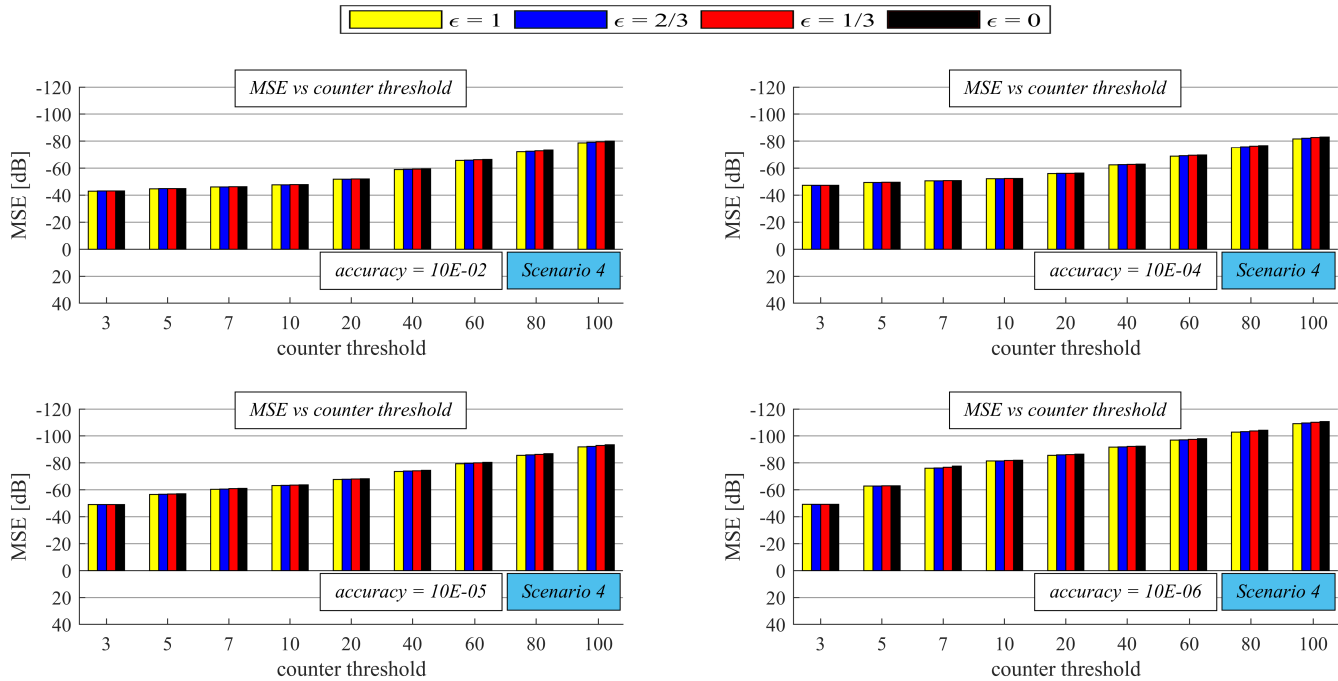 ϵ = 1 ϵ = 2/3 ϵ = 1/3 ϵ = 0
MSE vs counter threshold
-120
-100
-80
-60
-40
-20
0
20
40
MSE [dB]
accuracy = 10E-02 Scenario 4
3 5 7 10 20 40 60 80 100
counter threshold
MSE vs counter threshold
-120
-100
-80
-60
-40
-20
0
20
40
MSE [dB]
accuracy = 10E-04 Scenario 4
3 5 7 10 20 40 60 80 100
counter threshold
MSE vs counter threshold
-120
-100
-80
-60
-40
-20
0
20
40
MSE [dB]
accuracy = 10E-05 Scenario 4
3 5 7 10 20 40 60 80 100
counter threshold
MSE vs counter threshold
-120
-100
-80
-60
-40
-20
0
20
40
MSE [dB]
accuracy = 10E-06 Scenario 4
3 5 7 10 20 40 60 80 100
counter threshold